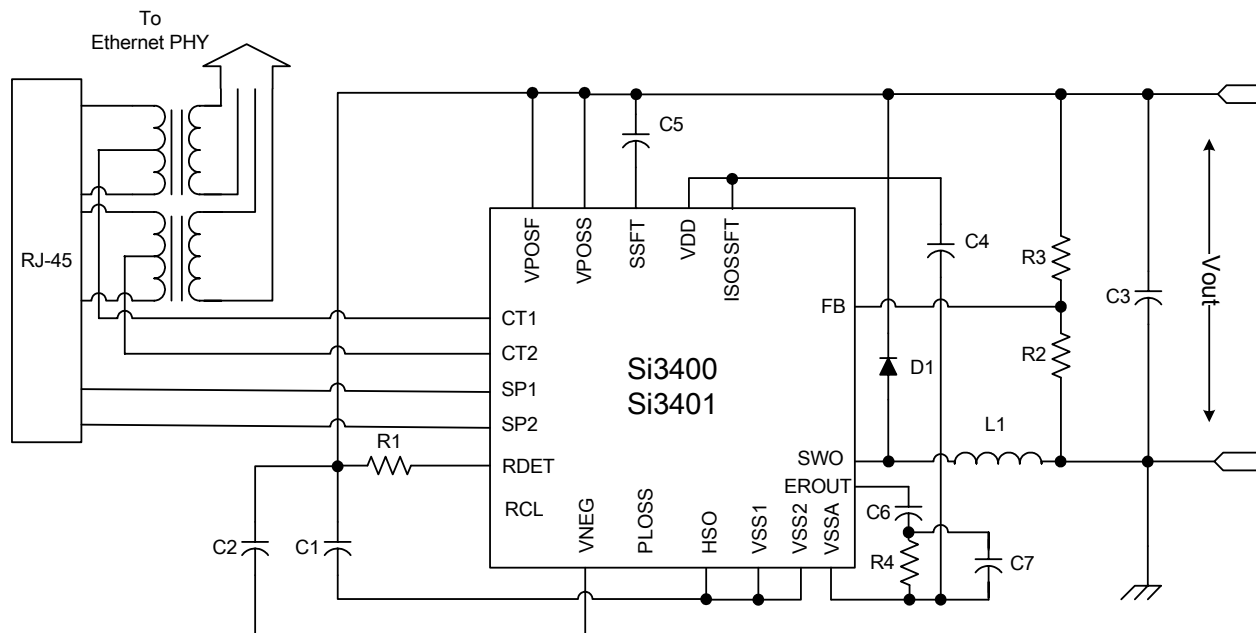 To
Ethernet PHY
RJ-45
C5
VPOSF
VPOSS
SSFT
VDD
ISOSSFT
C4
R3
C3
Vout
FB
R2
CT1
CT2
SP1
SP2
Si3400
Si3401
D1
L1
R1
RDET
SWO
EROUT
RCL
VNEG
PLOSS
HSO
VSS1
VSS2
VSSA
C6
R4
C7
C2
C1